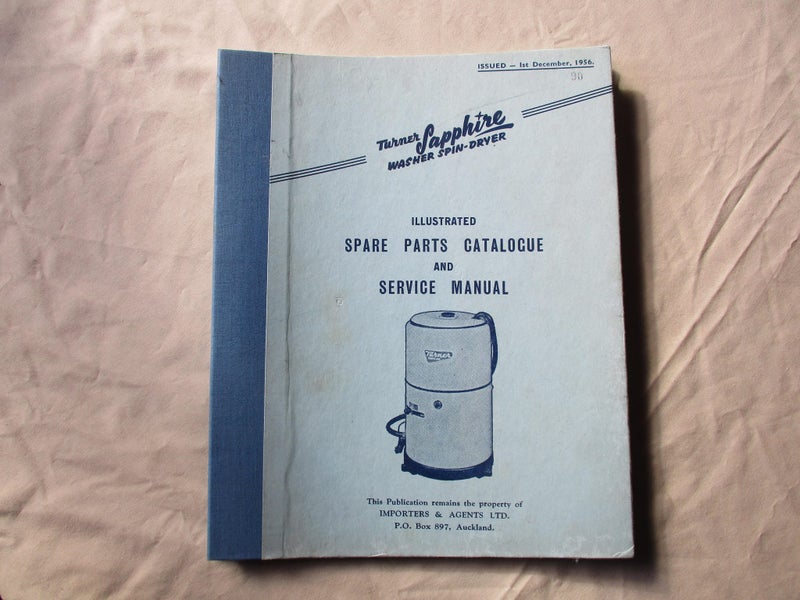 ISSUED — 1st December, 1956.
90
Turner Sapphire
WASHER SPIN-DRYER
ILLUSTRATED
SPARE PARTS CATALOGUE
AND
SERVICE MANUAL
Turner
This Publication remains the property of
IMPORTERS & AGENTS LTD.
P.O. Box 897, Auckland.